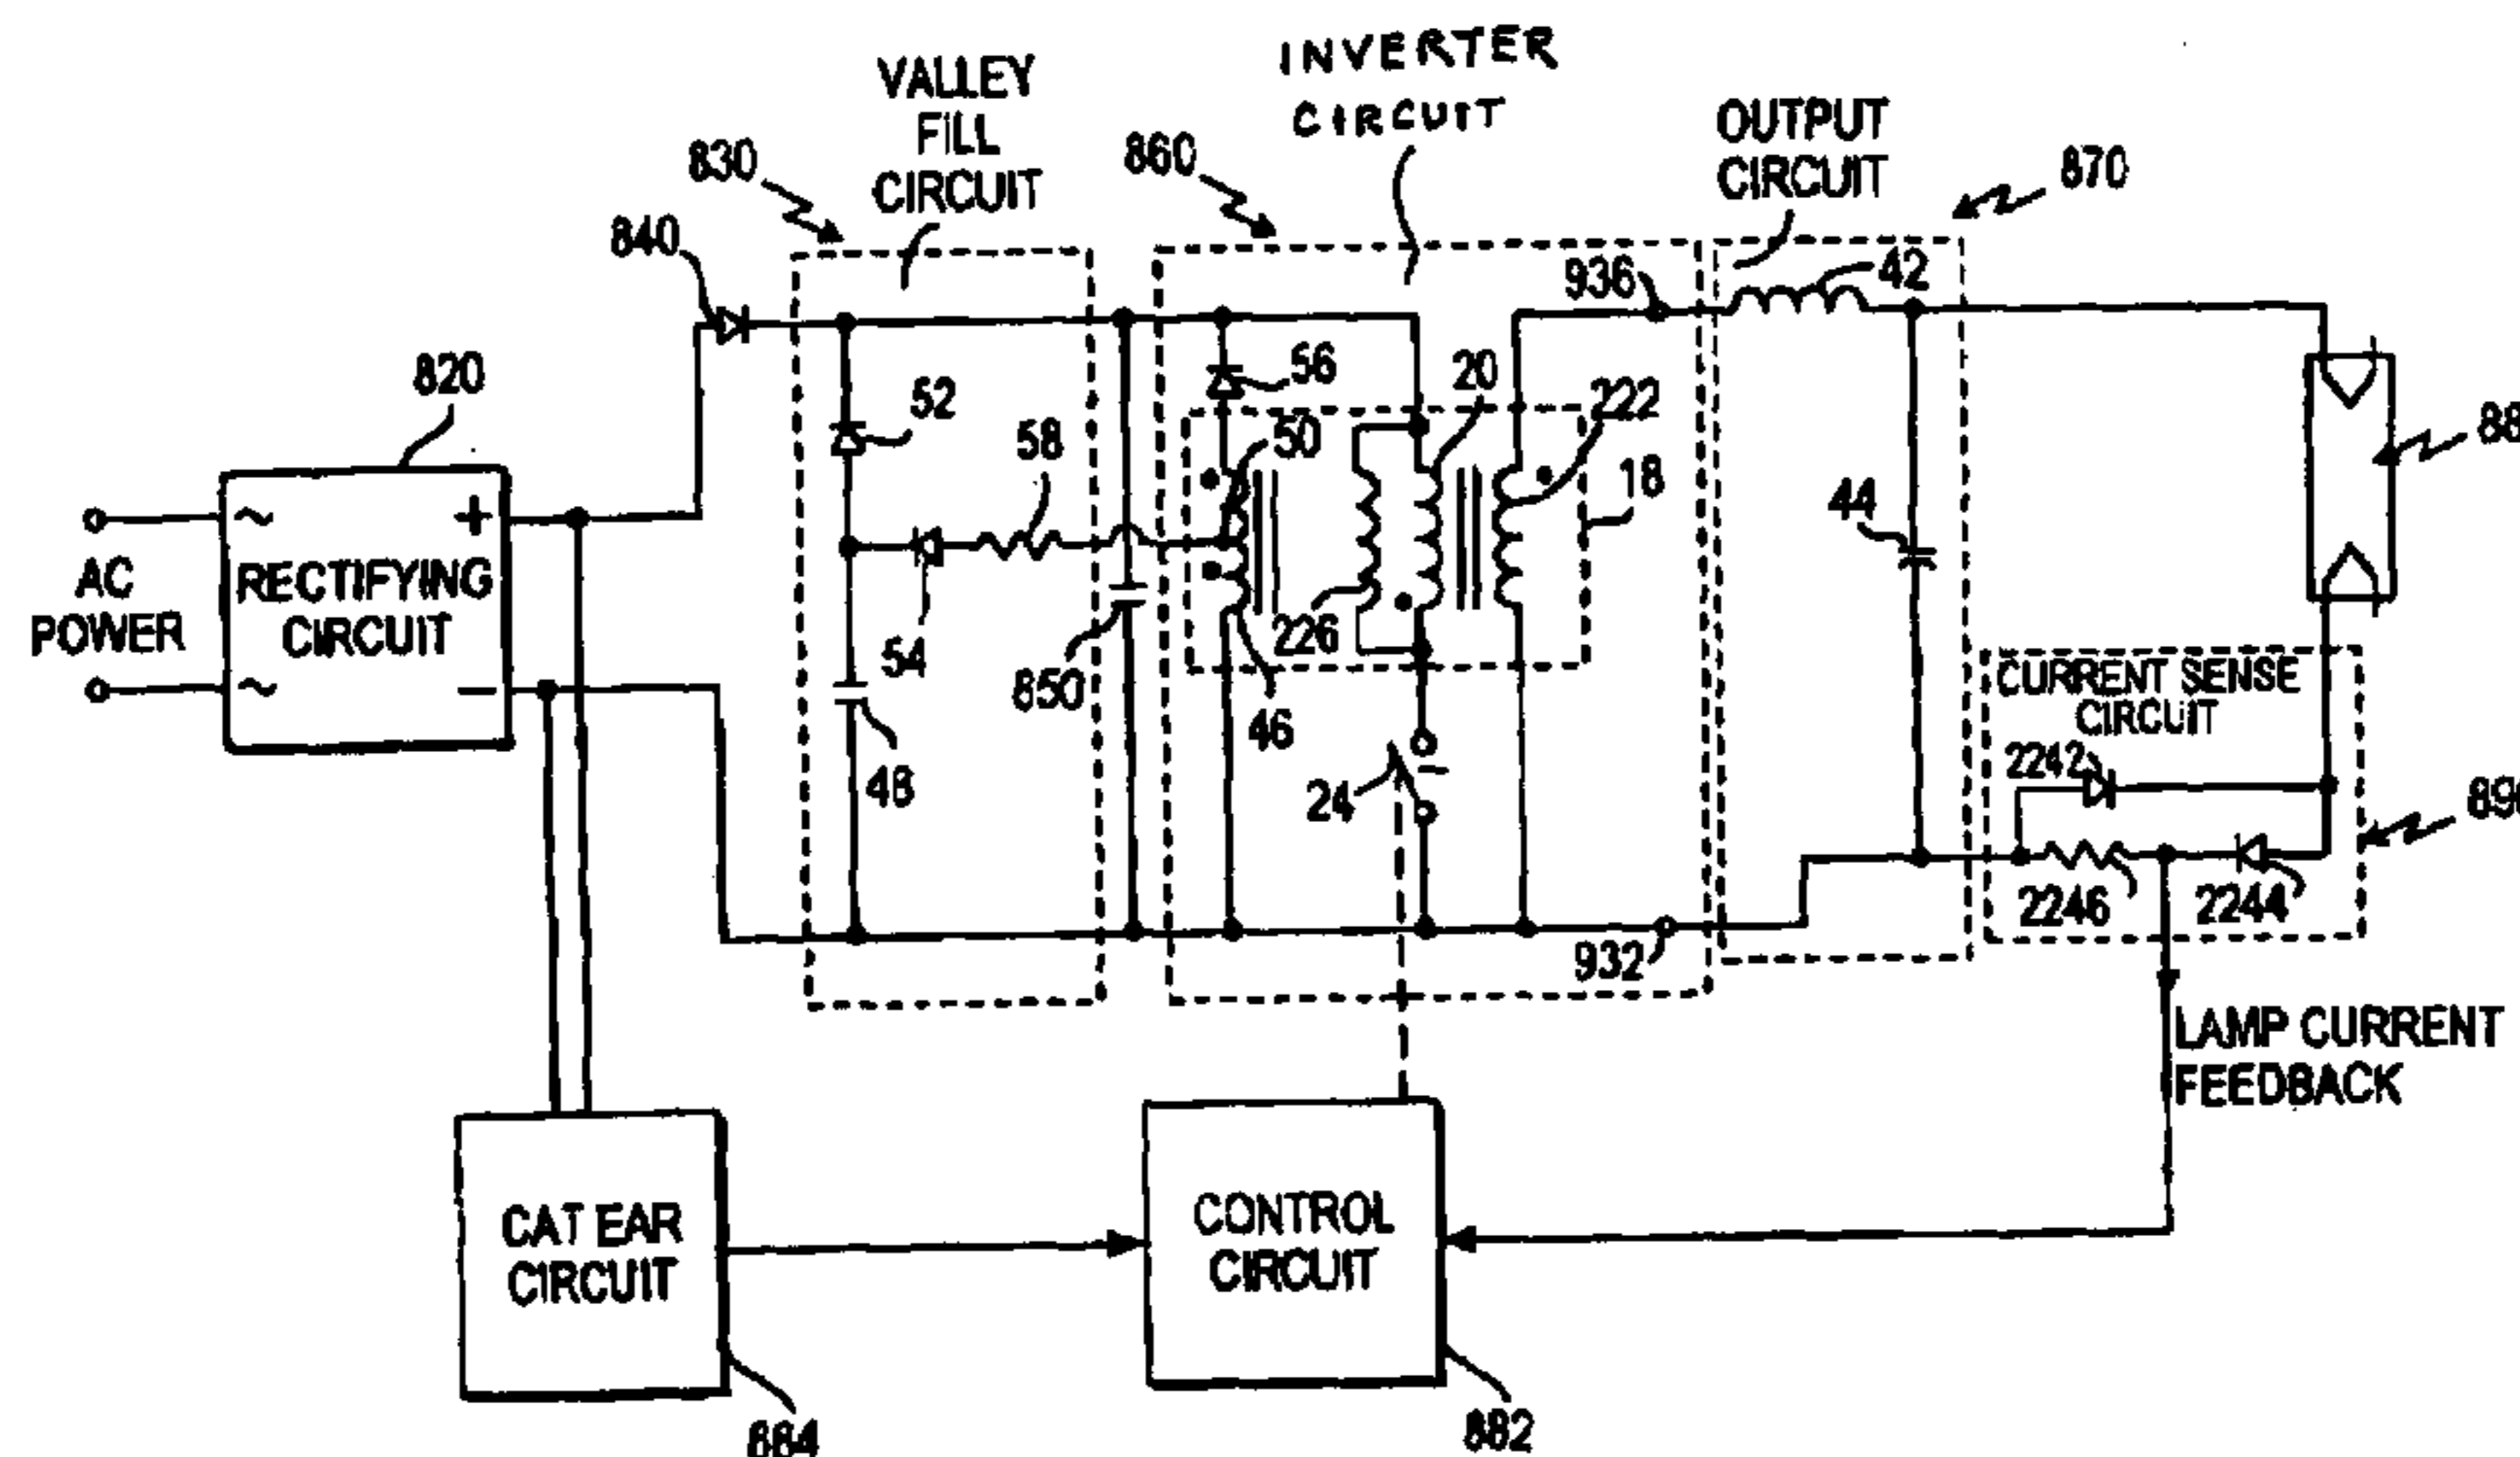 INVERTER
CIRCUIT
VALLEY
FILL
CIRCUIT
OUTPUT
CIRCUIT
830
860
870
840
936
42
820
56
20
222
52
50
58
18
44
~
+
AC
POWER
RECTIFYING
CIRCUIT
~
−
54
226
850
46
48
24
CURRENT SENSE
CIRCUIT
2242
2246
2244
932
LAMP CURRENT
FEEDBACK
CAT EAR
CIRCUIT
CONTROL
CIRCUIT
884
882